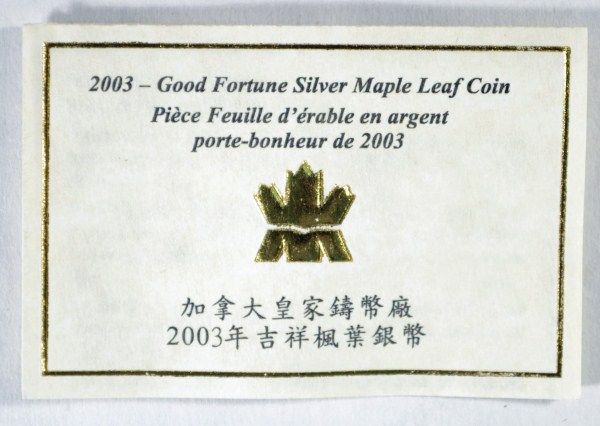 2003 – Good Fortune Silver Maple Leaf Coin
Pièce Feuille d'érable en argent
porte-bonheur de 2003
加拿大皇家鑄幣廠
2003年吉祥楓葉銀幣